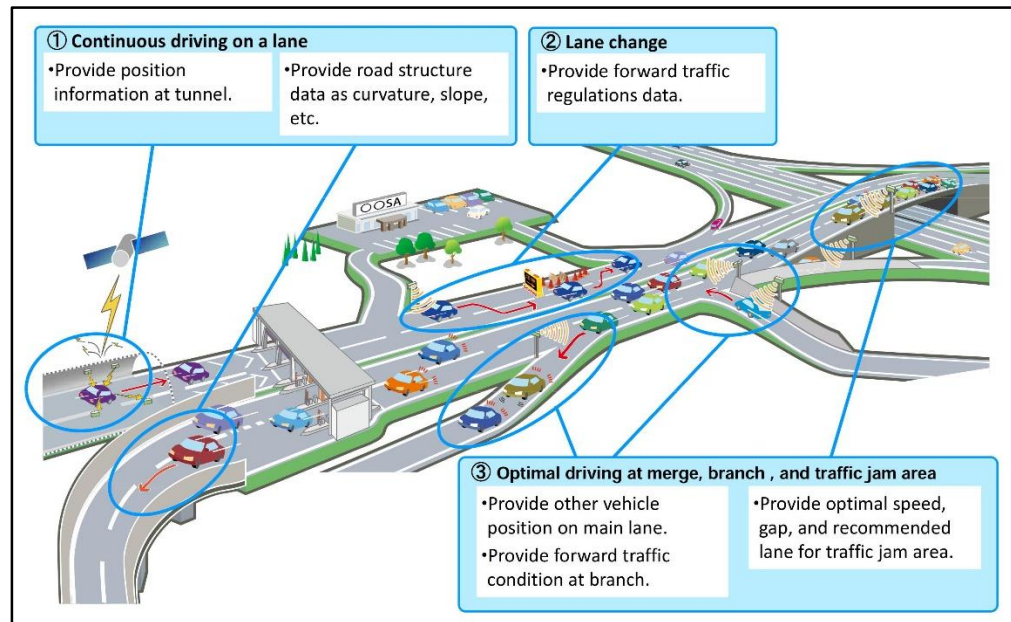 ① Continuous driving on a lane
•Provide position
information at tunnel.
•Provide road structure
data as curvature, slope,
etc.
② Lane change
•Provide forward traffic
regulations data.
OOSA
③ Optimal driving at merge, branch , and traffic jam area
•Provide other vehicle
position on main lane.
•Provide forward traffic
condition at branch.
•Provide optimal speed,
gap, and recommended
lane for traffic jam area.